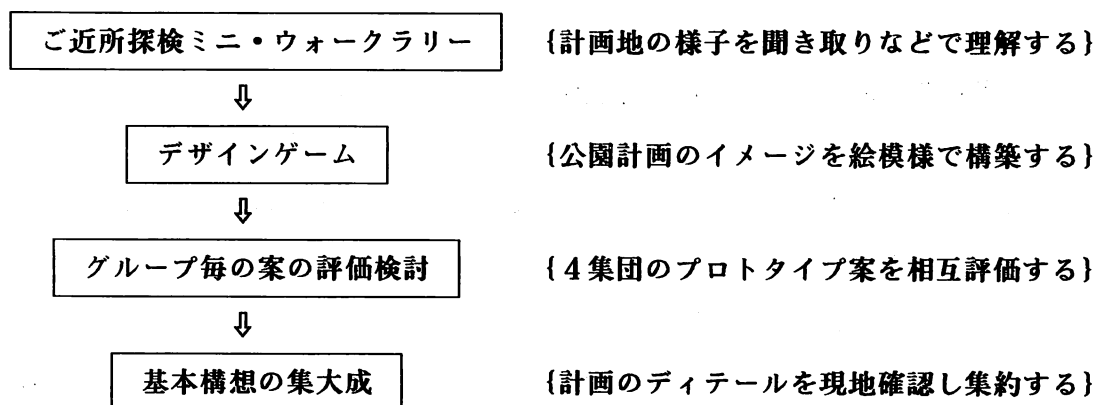 ご近所探検ミニ・ウォークラリー {計画地の様子を聞き取りなどで理解する}
⇩
デザインゲーム {公園計画のイメージを絵模様で構築する}
⇩
グループ毎の案の評価検討 {4集団のプロトタイプ案を相互評価する}
⇩
基本構想の集大成 {計画のディテールを現地確認し集約する}